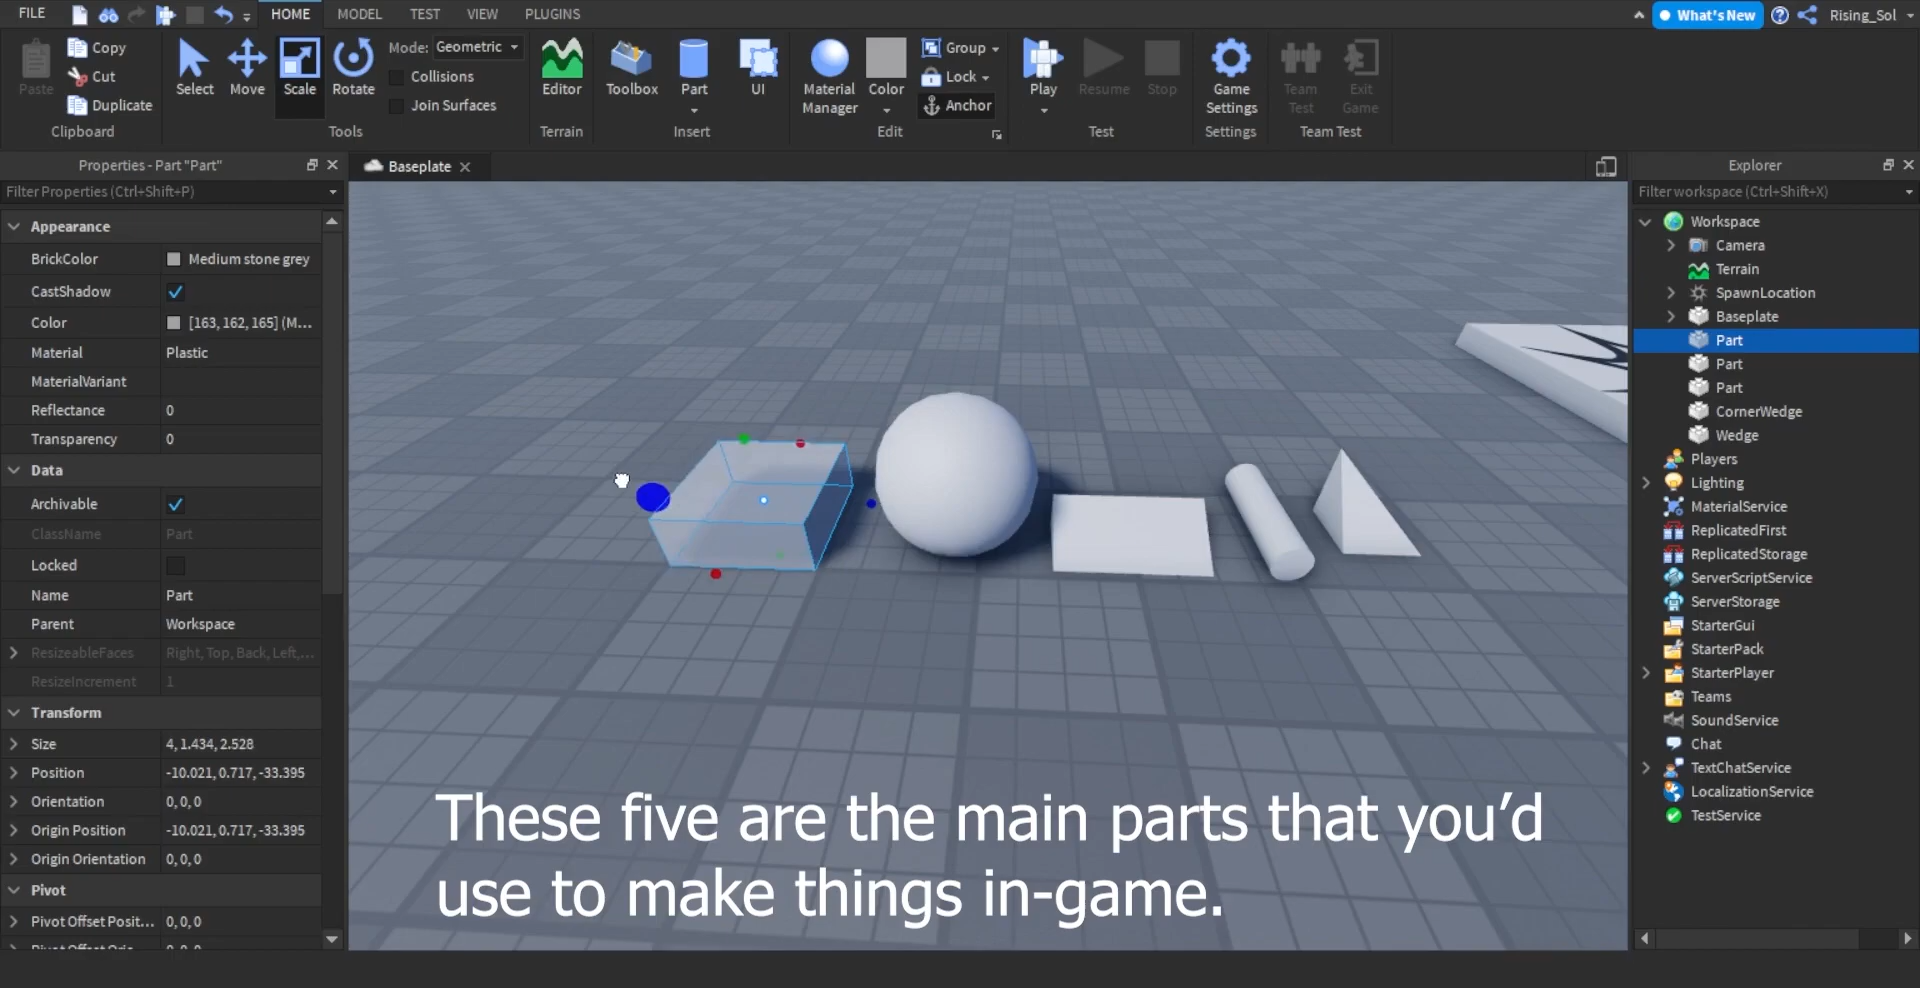 FILE
HOME
MODEL
TEST
VIEW
PLUGINS
What's New
Rising_Sol
Paste
Copy
Cut
Duplicate
Clipboard
Select
Move
Scale
Rotate
Mode: Geometric
Collisions
Join Surfaces
Tools
Editor
Terrain
Toolbox
Part
UI
Insert
Material
Manager
Color
Group
Lock
Anchor
Edit
Play
Resume
Stop
Test
Game
Settings
Settings
Team
Test
Exit
Game
Team Test
Properties - Part "Part"
Filter Properties (Ctrl+Shift+P)
Appearance
BrickColor Medium stone grey
CastShadow
Color [163, 162, 165] (M...
Material Plastic
MaterialVariant
Reflectance 0
Transparency 0
Data
Archivable
ClassName Part
Locked
Name Part
Parent Workspace
ResizeableFaces Right, Top, Back, Left,...
ResizeIncrement 1
Transform
Size 4, 1.434, 2.528
Position -10.021, 0.717, -33.395
Orientation 0, 0, 0
Origin Position -10.021, 0.717, -33.395
Origin Orientation 0, 0, 0
Pivot
Pivot Offset Posit... 0, 0, 0
Baseplate
These five are the main parts that you'd
use to make things in-game.
Explorer
Filter workspace (Ctrl+Shift+X)
Workspace
Camera
Terrain
SpawnLocation
Baseplate
Part
Part
Part
CornerWedge
Wedge
Players
Lighting
MaterialService
ReplicatedFirst
ReplicatedStorage
ServerScriptService
ServerStorage
StarterGui
StarterPack
StarterPlayer
Teams
SoundService
Chat
TextChatService
LocalizationService
TestService